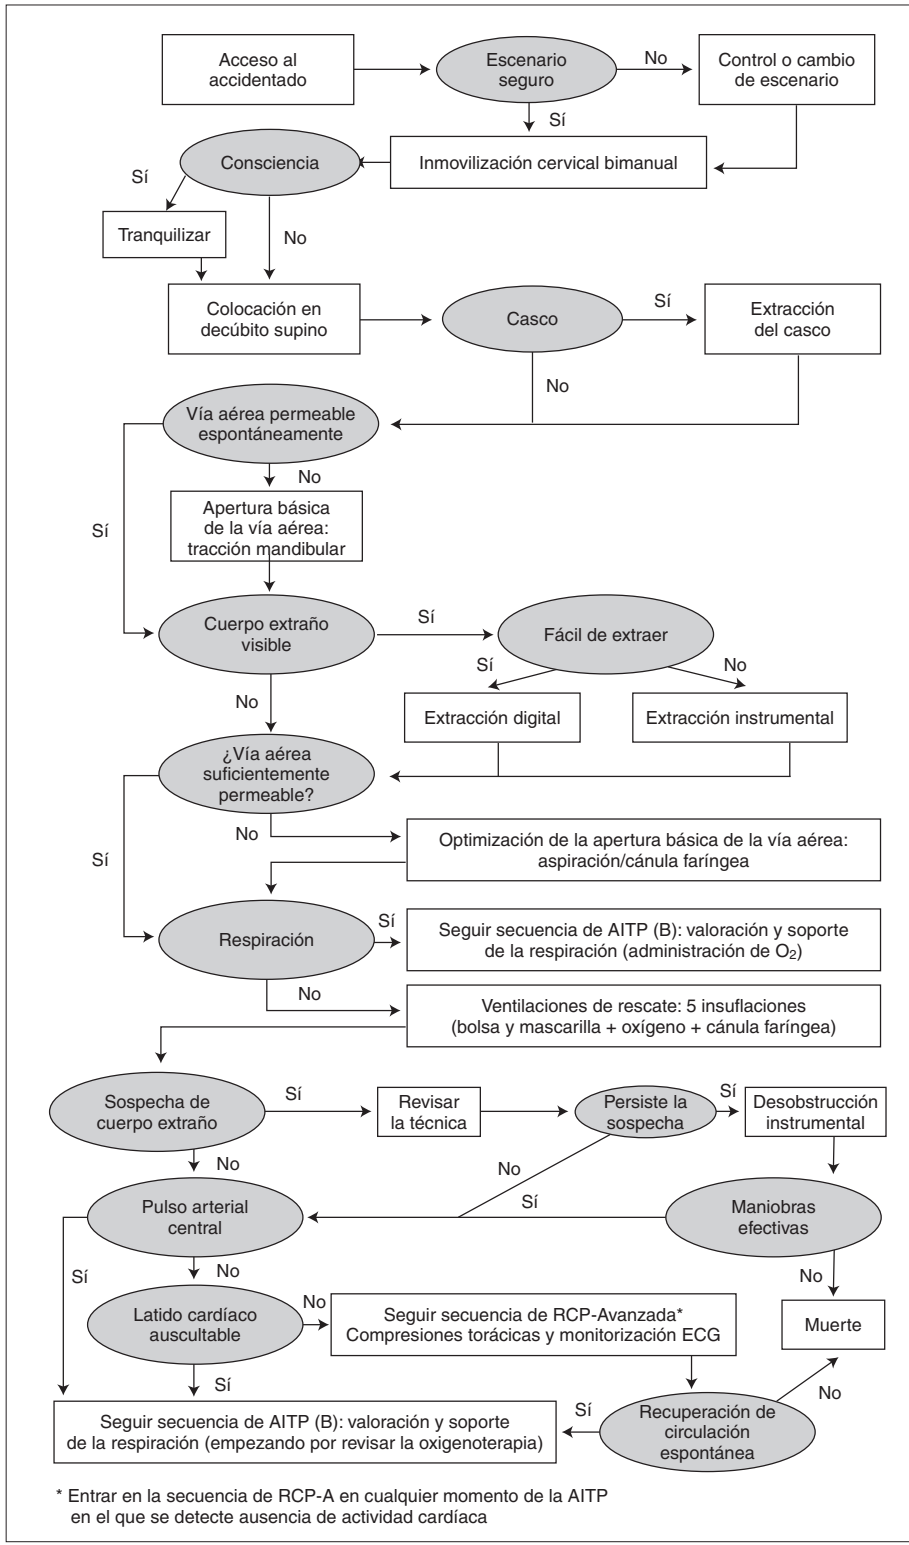 Acceso al
accidentado
Escenario
seguro
No
Control o cambio
de escenario
Sí
Consciencia
Inmovilización cervical bimanual
Sí
Tranquilizar
No
Colocación en
decúbito supino
Casco
Sí
Extracción
del casco
No
Vía aérea permeable
espontáneamente
No
Sí
Apertura básica
de la vía aérea:
tracción mandibular
Cuerpo extraño
visible
Sí
Fácil de extraer
Sí
No
No
Extracción digital
Extracción instrumental
¿Vía aérea
suficientemente
permeable?
No
Sí
Optimización de la apertura básica de la vía aérea:
aspiración/cánula faríngea
Respiración
Sí
Seguir secuencia de AITP (B): valoración y soporte
de la respiración (administración de O₂)
No
Ventilaciones de rescate: 5 insuflaciones
(bolsa y mascarilla + oxígeno + cánula faríngea)
Sospecha de
cuerpo extraño
Sí
Revisar
la técnica
Persiste la
sospecha
Sí
Desobstrucción
instrumental
No
No
Pulso arterial
central
Sí
Maniobras
efectivas
Sí
No
No
Latido cardíaco
auscultable
No
Seguir secuencia de RCP-Avanzada*
Compresiones torácicas y monitorización ECG
Muerte
Sí
No
Seguir secuencia de AITP (B): valoración y soporte
de la respiración (empezando por revisar la oxigenoterapia)
Sí
Recuperación de
circulación
espontánea
* Entrar en la secuencia de RCP-A en cualquier momento de la AITP
en el que se detecte ausencia de actividad cardíaca